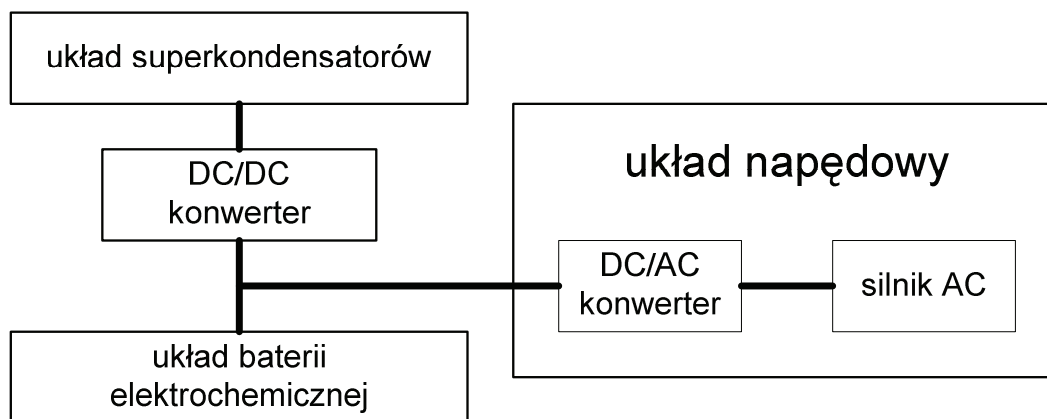 układ superkondensatorów
DC/DC
konwerter
układ napędowy
DC/AC
konwerter
silnik AC
układ baterii
elektrochemicznej